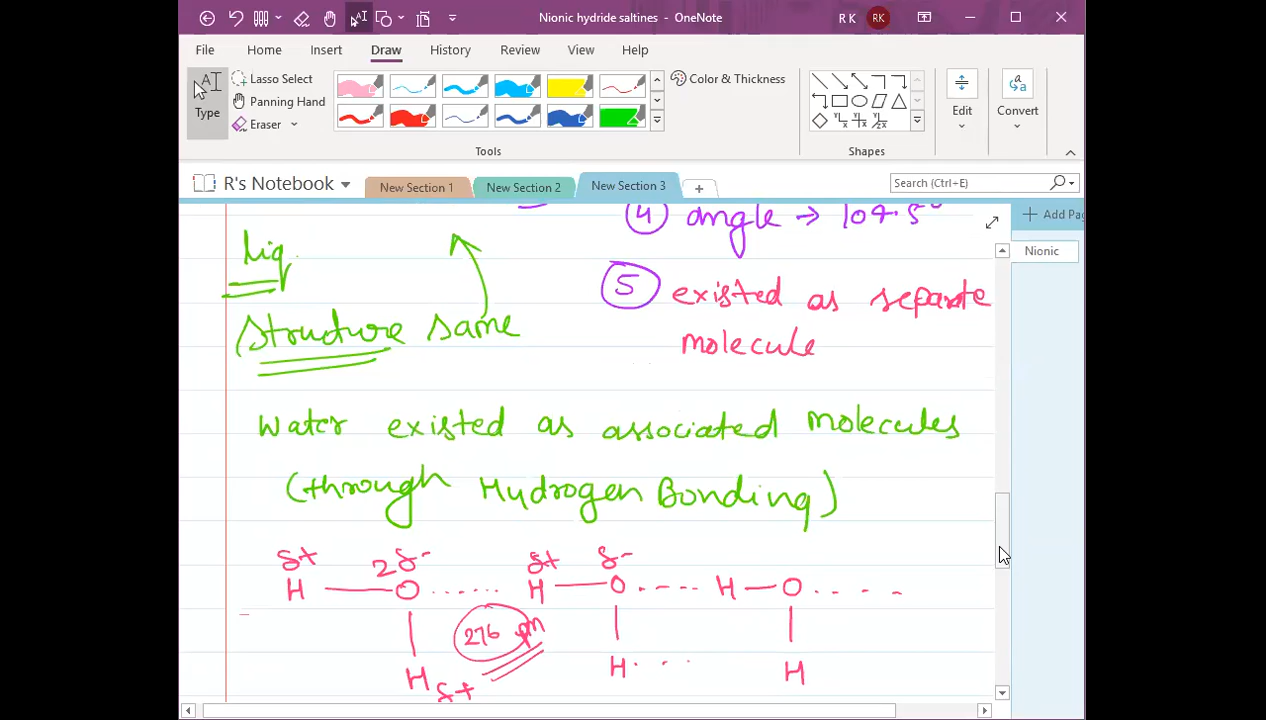 Nionic hydride saltines - OneNote
R K
RK
File Home Insert Draw History Review View Help
Type
Lasso Select
Panning Hand
Eraser
Color & Thickness
Edit
Convert
Tools
Shapes
R's Notebook
New Section 1
New Section 2
New Section 3
Search (Ctrl+E)
Add Pa
Nionic
④ angle → 104.5°
Liq.
⑤ existed as separate
molecule
Structure same
Water existed as associated molecules
(through Hydrogen Bonding)
δ+ 2δ- δ+ δ-
H — O ...... H — O ---- H — O .....
276 pm
H δ+ H... H